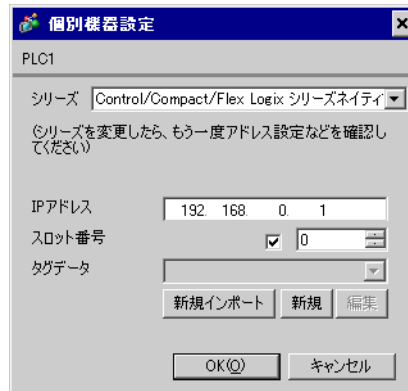 個別機器設定
PLC1
シリーズ Control/Compact/Flex Logix シリーズネイティ
(シリーズを変更したら、もう一度アドレス設定などを確認し
てください)
IPアドレス 192. 168. 0. 1
スロット番号 0
タグデータ
新規インポート 新規 編集
OK(O) キャンセル